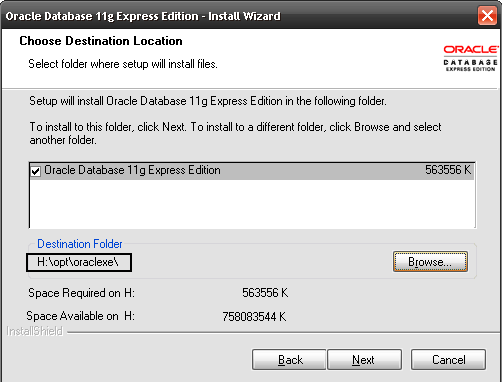 Oracle Database 11g Express Edition - Install Wizard
Choose Destination Location
Select folder where setup will install files.
ORACLE
DATABASE
EXPRESS EDITION
Setup will install Oracle Database 11g Express Edition in the following folder.
To install to this folder, click Next. To install to a different folder, click Browse and select
another folder.
Oracle Database 11g Express Edition 563556 K
Destination Folder
H:\opt\oraclexe\
Browse...
Space Required on H: 563556 K
Space Available on H: 758083544 K
InstallShield
Back Next Cancel